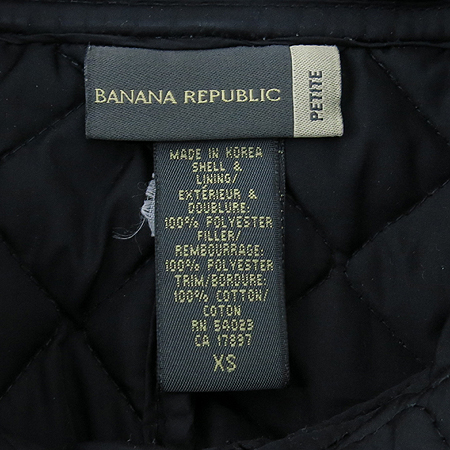 BANANA REPUBLIC
PETITE
MADE IN KOREA
SHELL &
LINING/
EXTÉRIEUR &
DOUBLURE:
100% POLYESTER
FILLER/
REMBOURRAGE:
100% POLYESTER
TRIM/BORDURE:
100% COTTON/
COTON
RN 54023
CA 17897
XS